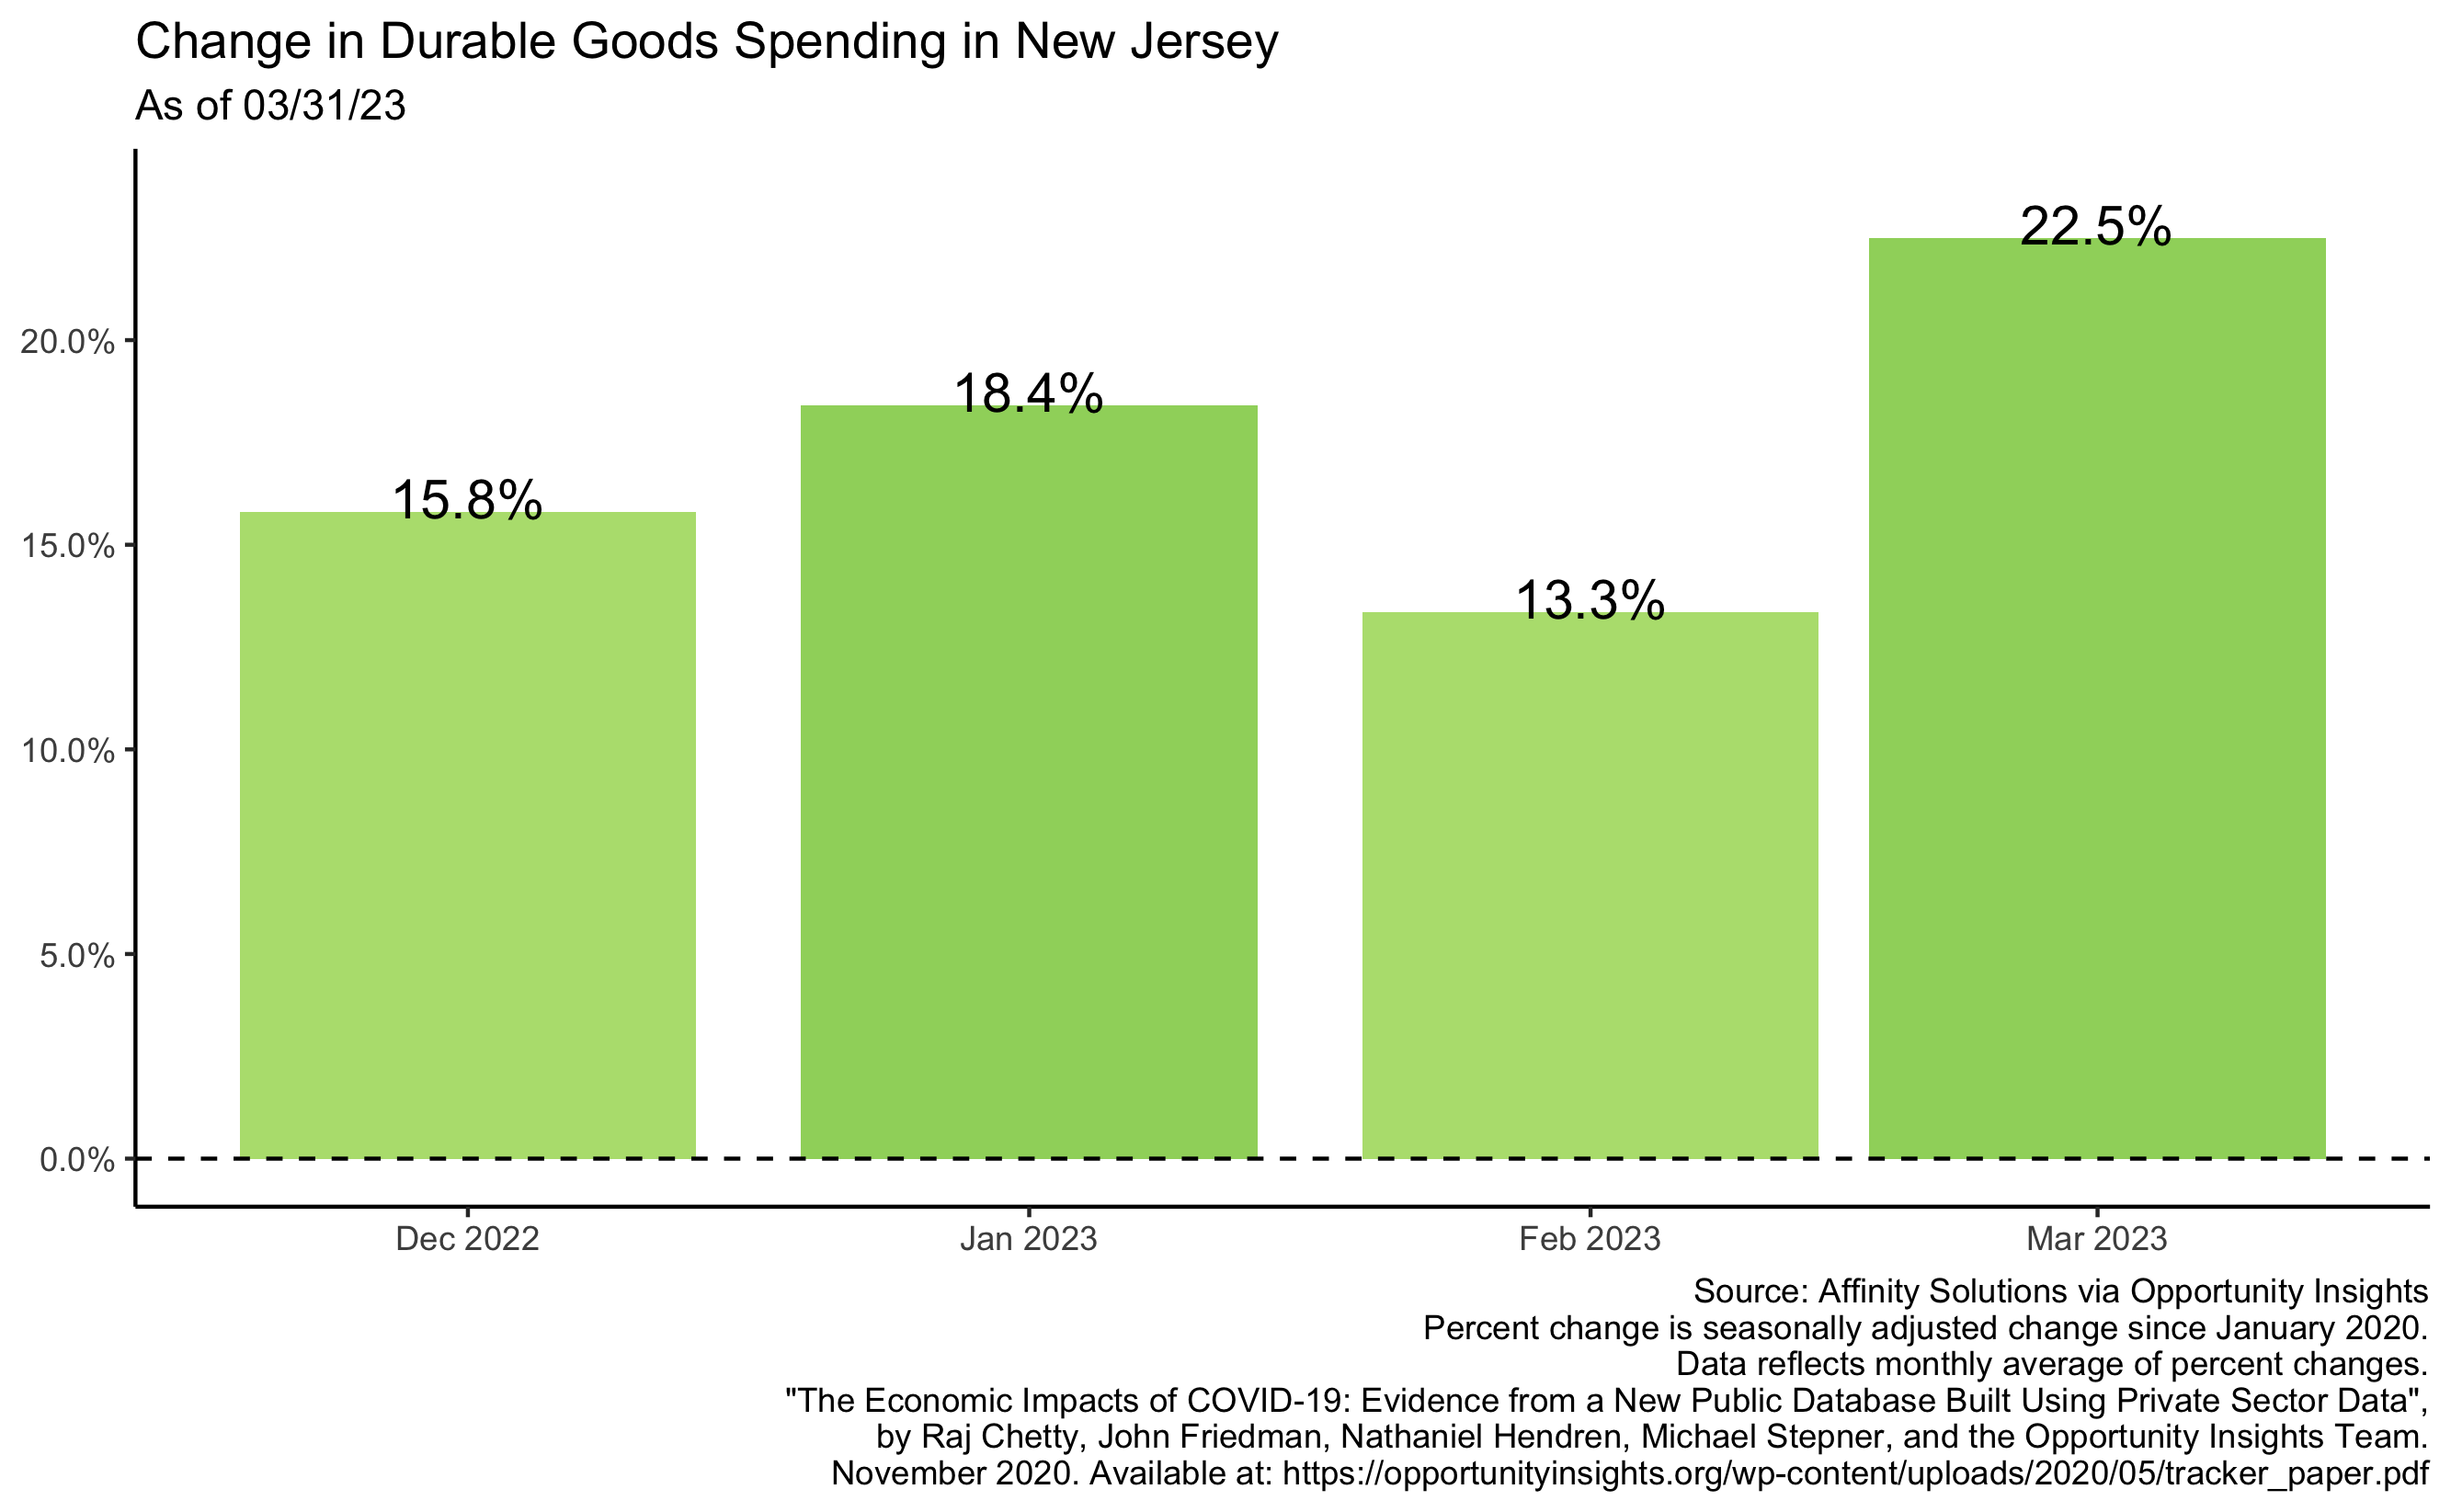 Change in Durable Goods Spending in New Jersey
As of 03/31/23
22.5%
20.0%
18.4%
15.8%
15.0%
13.3%
10.0%
5.0%
0.0%
Dec 2022 Jan 2023 Feb 2023 Mar 2023
Source: Affinity Solutions via Opportunity Insights
Percent change is seasonally adjusted change since January 2020.
Data reflects monthly average of percent changes.
"The Economic Impacts of COVID-19: Evidence from a New Public Database Built Using Private Sector Data",
by Raj Chetty, John Friedman, Nathaniel Hendren, Michael Stepner, and the Opportunity Insights Team.
November 2020. Available at: https://opportunityinsights.org/wp-content/uploads/2020/05/tracker_paper.pdf